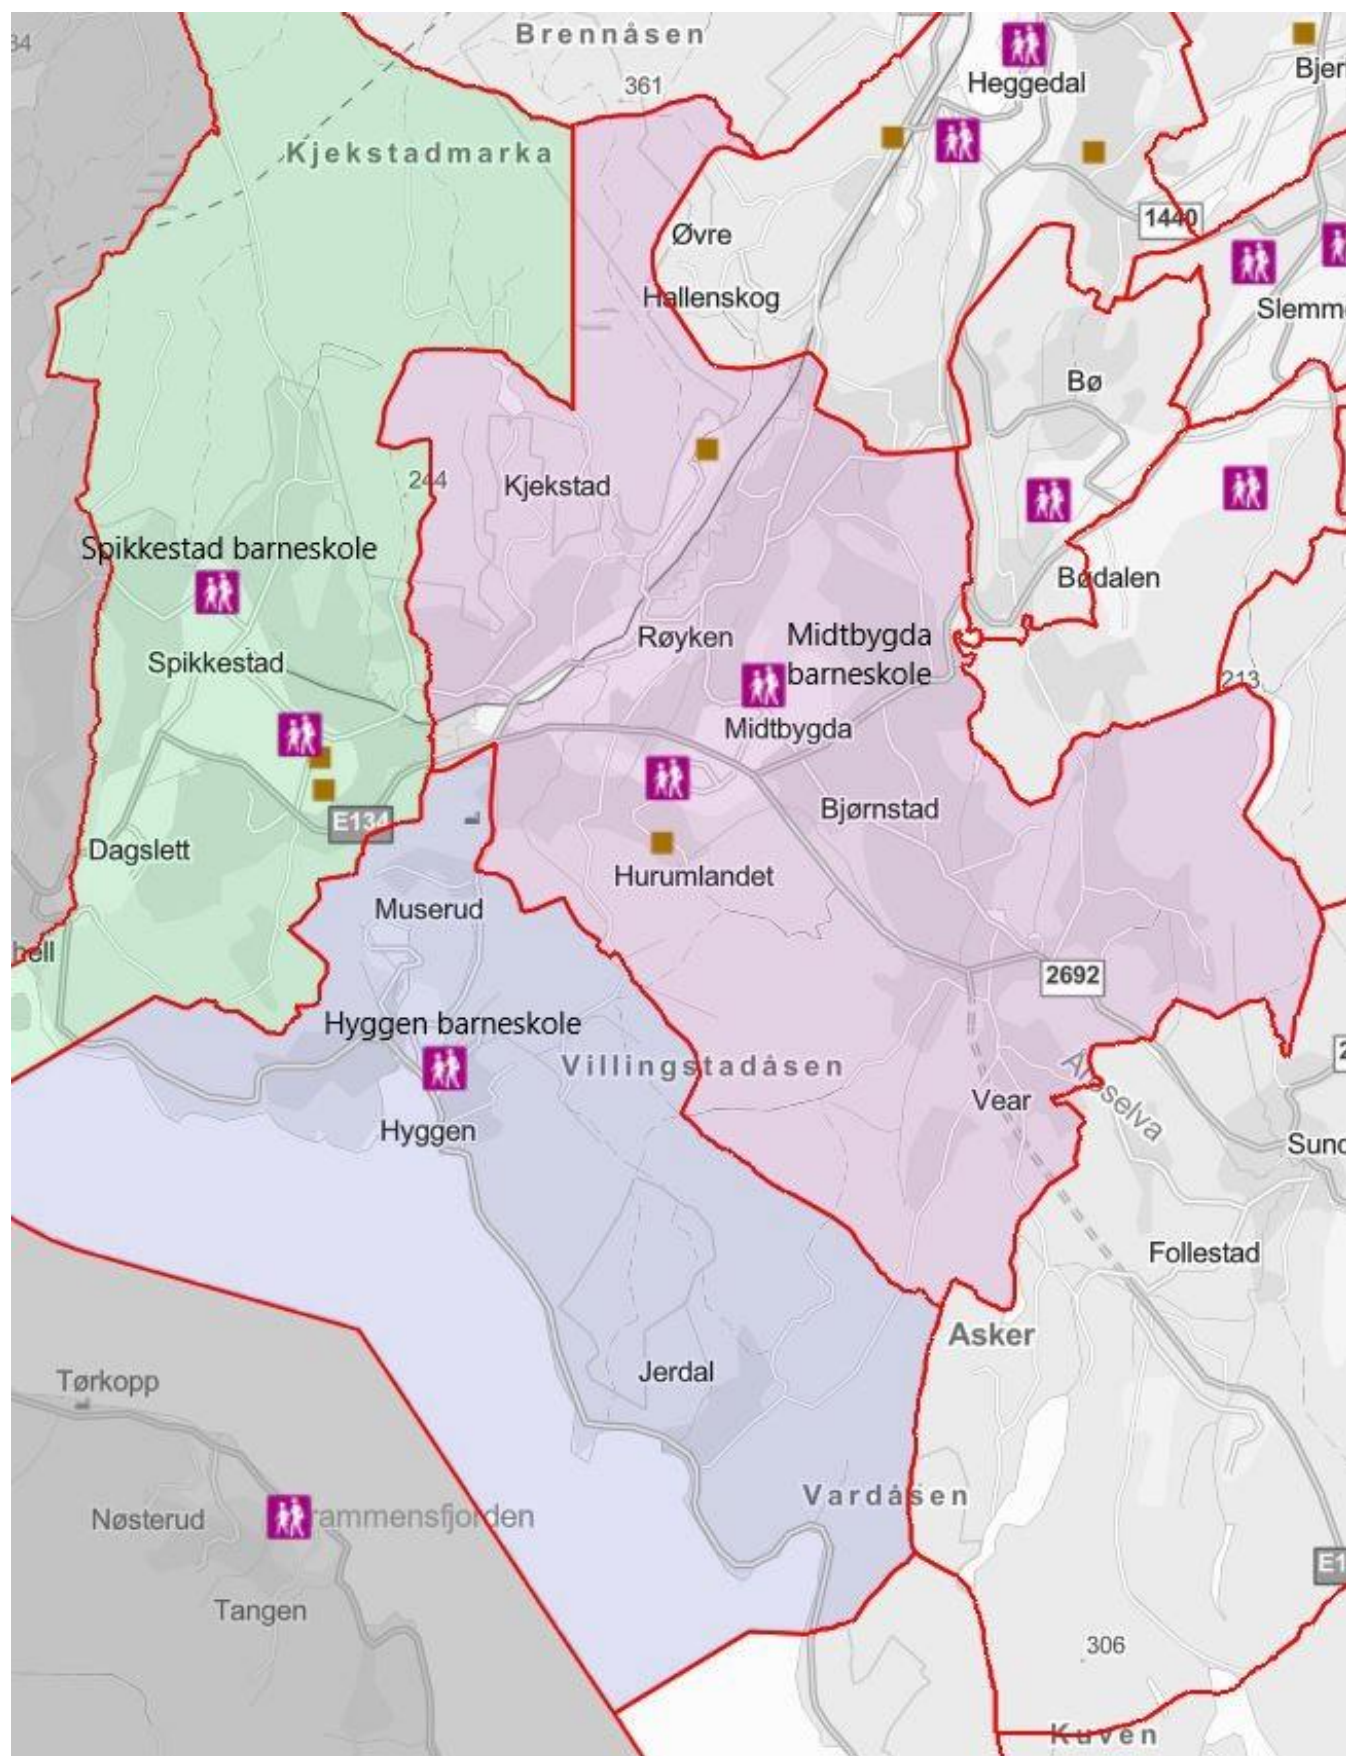 Brennåsen
34
361
Heggedal
Kjekstadmarka
1440
Øvre
Hallenskog
Bø
244
Kjekstad
Spikkestad barneskole
Bødalen
Røyken
Midtbygda
barneskole
Spikkestad
213
Midtbygda
E134
Bjørnstad
Dagslett
Hurumlandet
Muserud
2692
Hyggen barneskole
Villingstadåsen
Vear
Hyggen
Follestad
Asker
Jerdal
Tørkopp
Vardåsen
Nøsterud
rammensfjorden
Tangen
306
Kuven